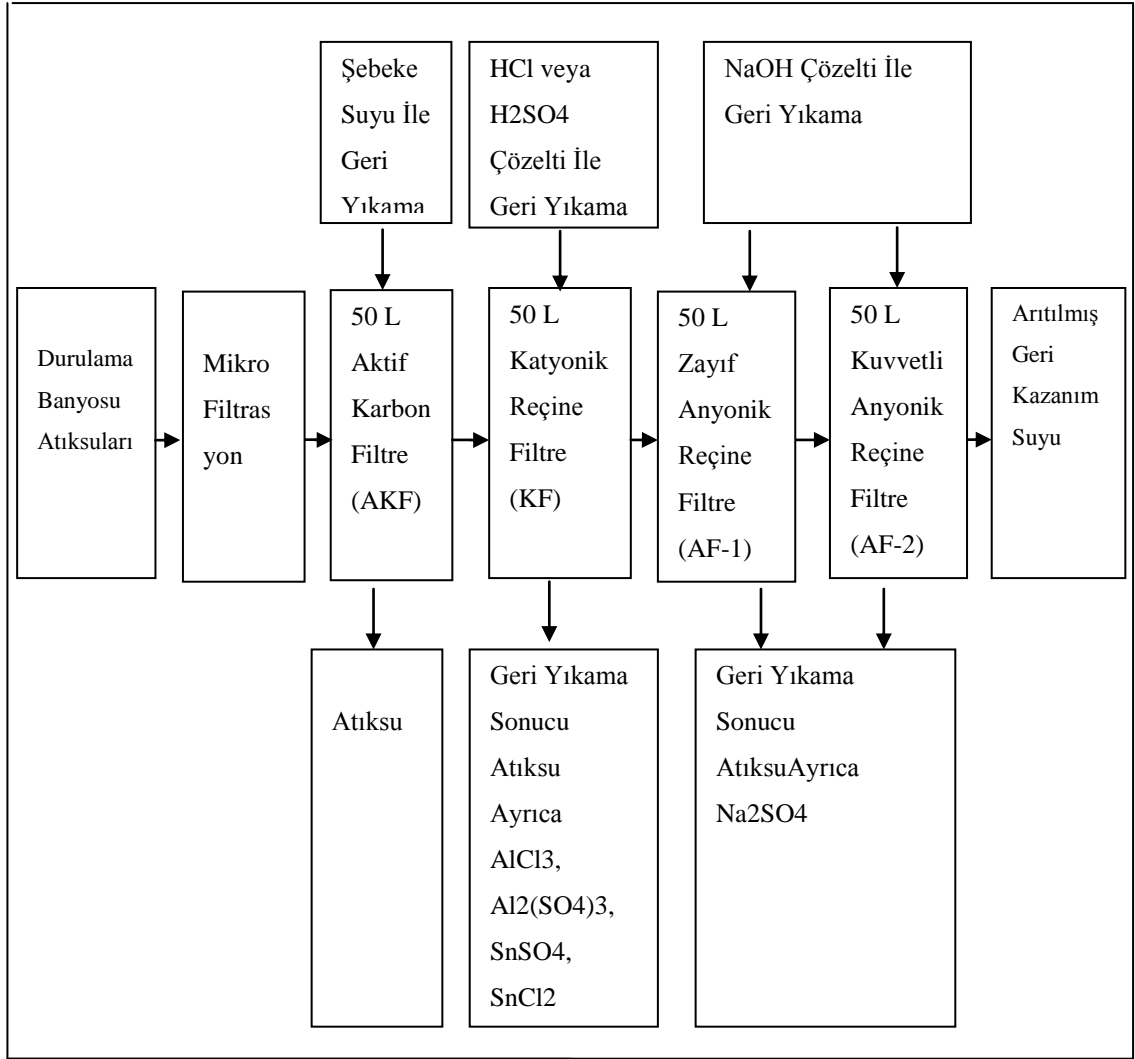 Şebeke
Suyu İle
Geri
Yıkama
HCl veya
H2SO4
Çözelti İle
Geri Yıkama
NaOH Çözelti İle
Geri Yıkama
Durulama
Banyosu
Atıksuları
Mikro
Filtras
yon
50 L
Aktif
Karbon
Filtre
(AKF)
50 L
Katyonik
Reçine
Filtre
(KF)
50 L
Zayıf
Anyonik
Reçine
Filtre
(AF-1)
50 L
Kuvvetli
Anyonik
Reçine
Filtre
(AF-2)
Arıtılmış
Geri
Kazanım
Suyu
Atıksu
Geri Yıkama
Sonucu
Atıksu
Ayrıca
AlCl3,
Al2(SO4)3,
SnSO4,
SnCl2
Geri Yıkama
Sonucu
AtıksuAyrıca
Na2SO4